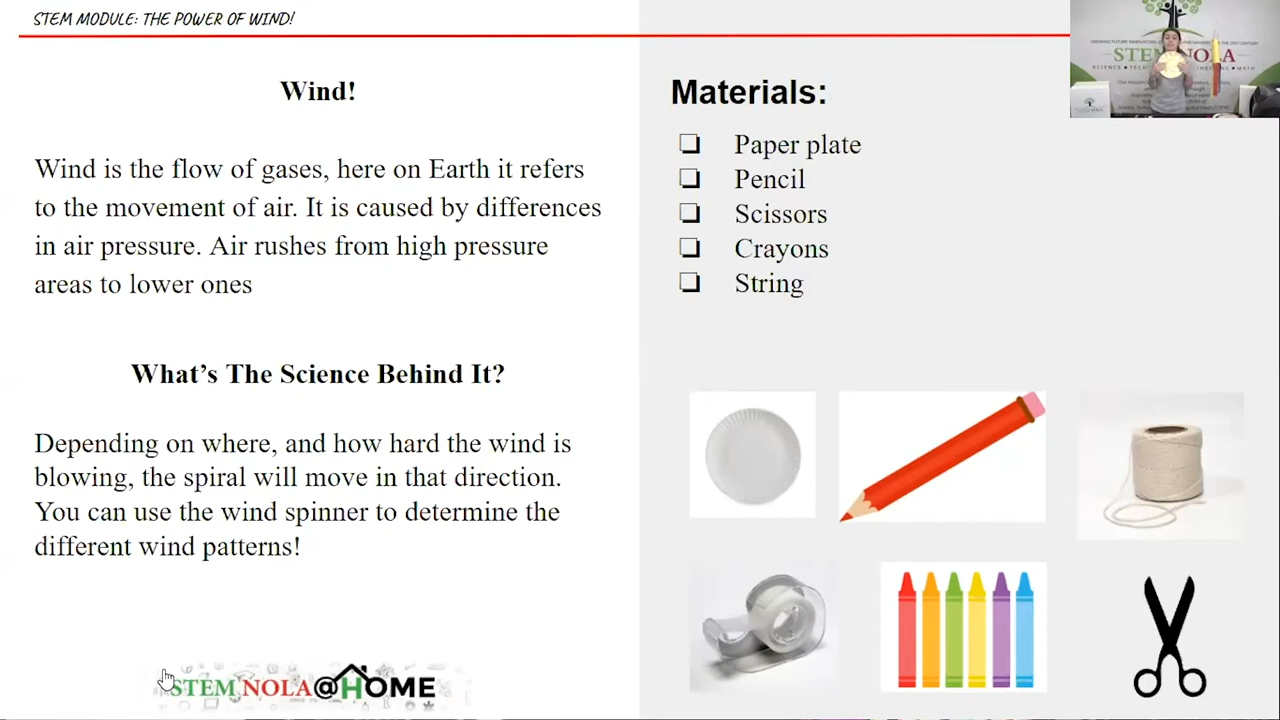 STEM MODULE: THE POWER OF WIND!
Wind!
Wind is the flow of gases, here on Earth it refers
to the movement of air. It is caused by differences
in air pressure. Air rushes from high pressure
areas to lower ones
What's The Science Behind It?
Depending on where, and how hard the wind is
blowing, the spiral will move in that direction.
You can use the wind spinner to determine the
different wind patterns!
STEM NOLA@HOME
Materials:
❏ Paper plate
❏ Pencil
❏ Scissors
❏ Crayons
❏ String
STEM NOLA